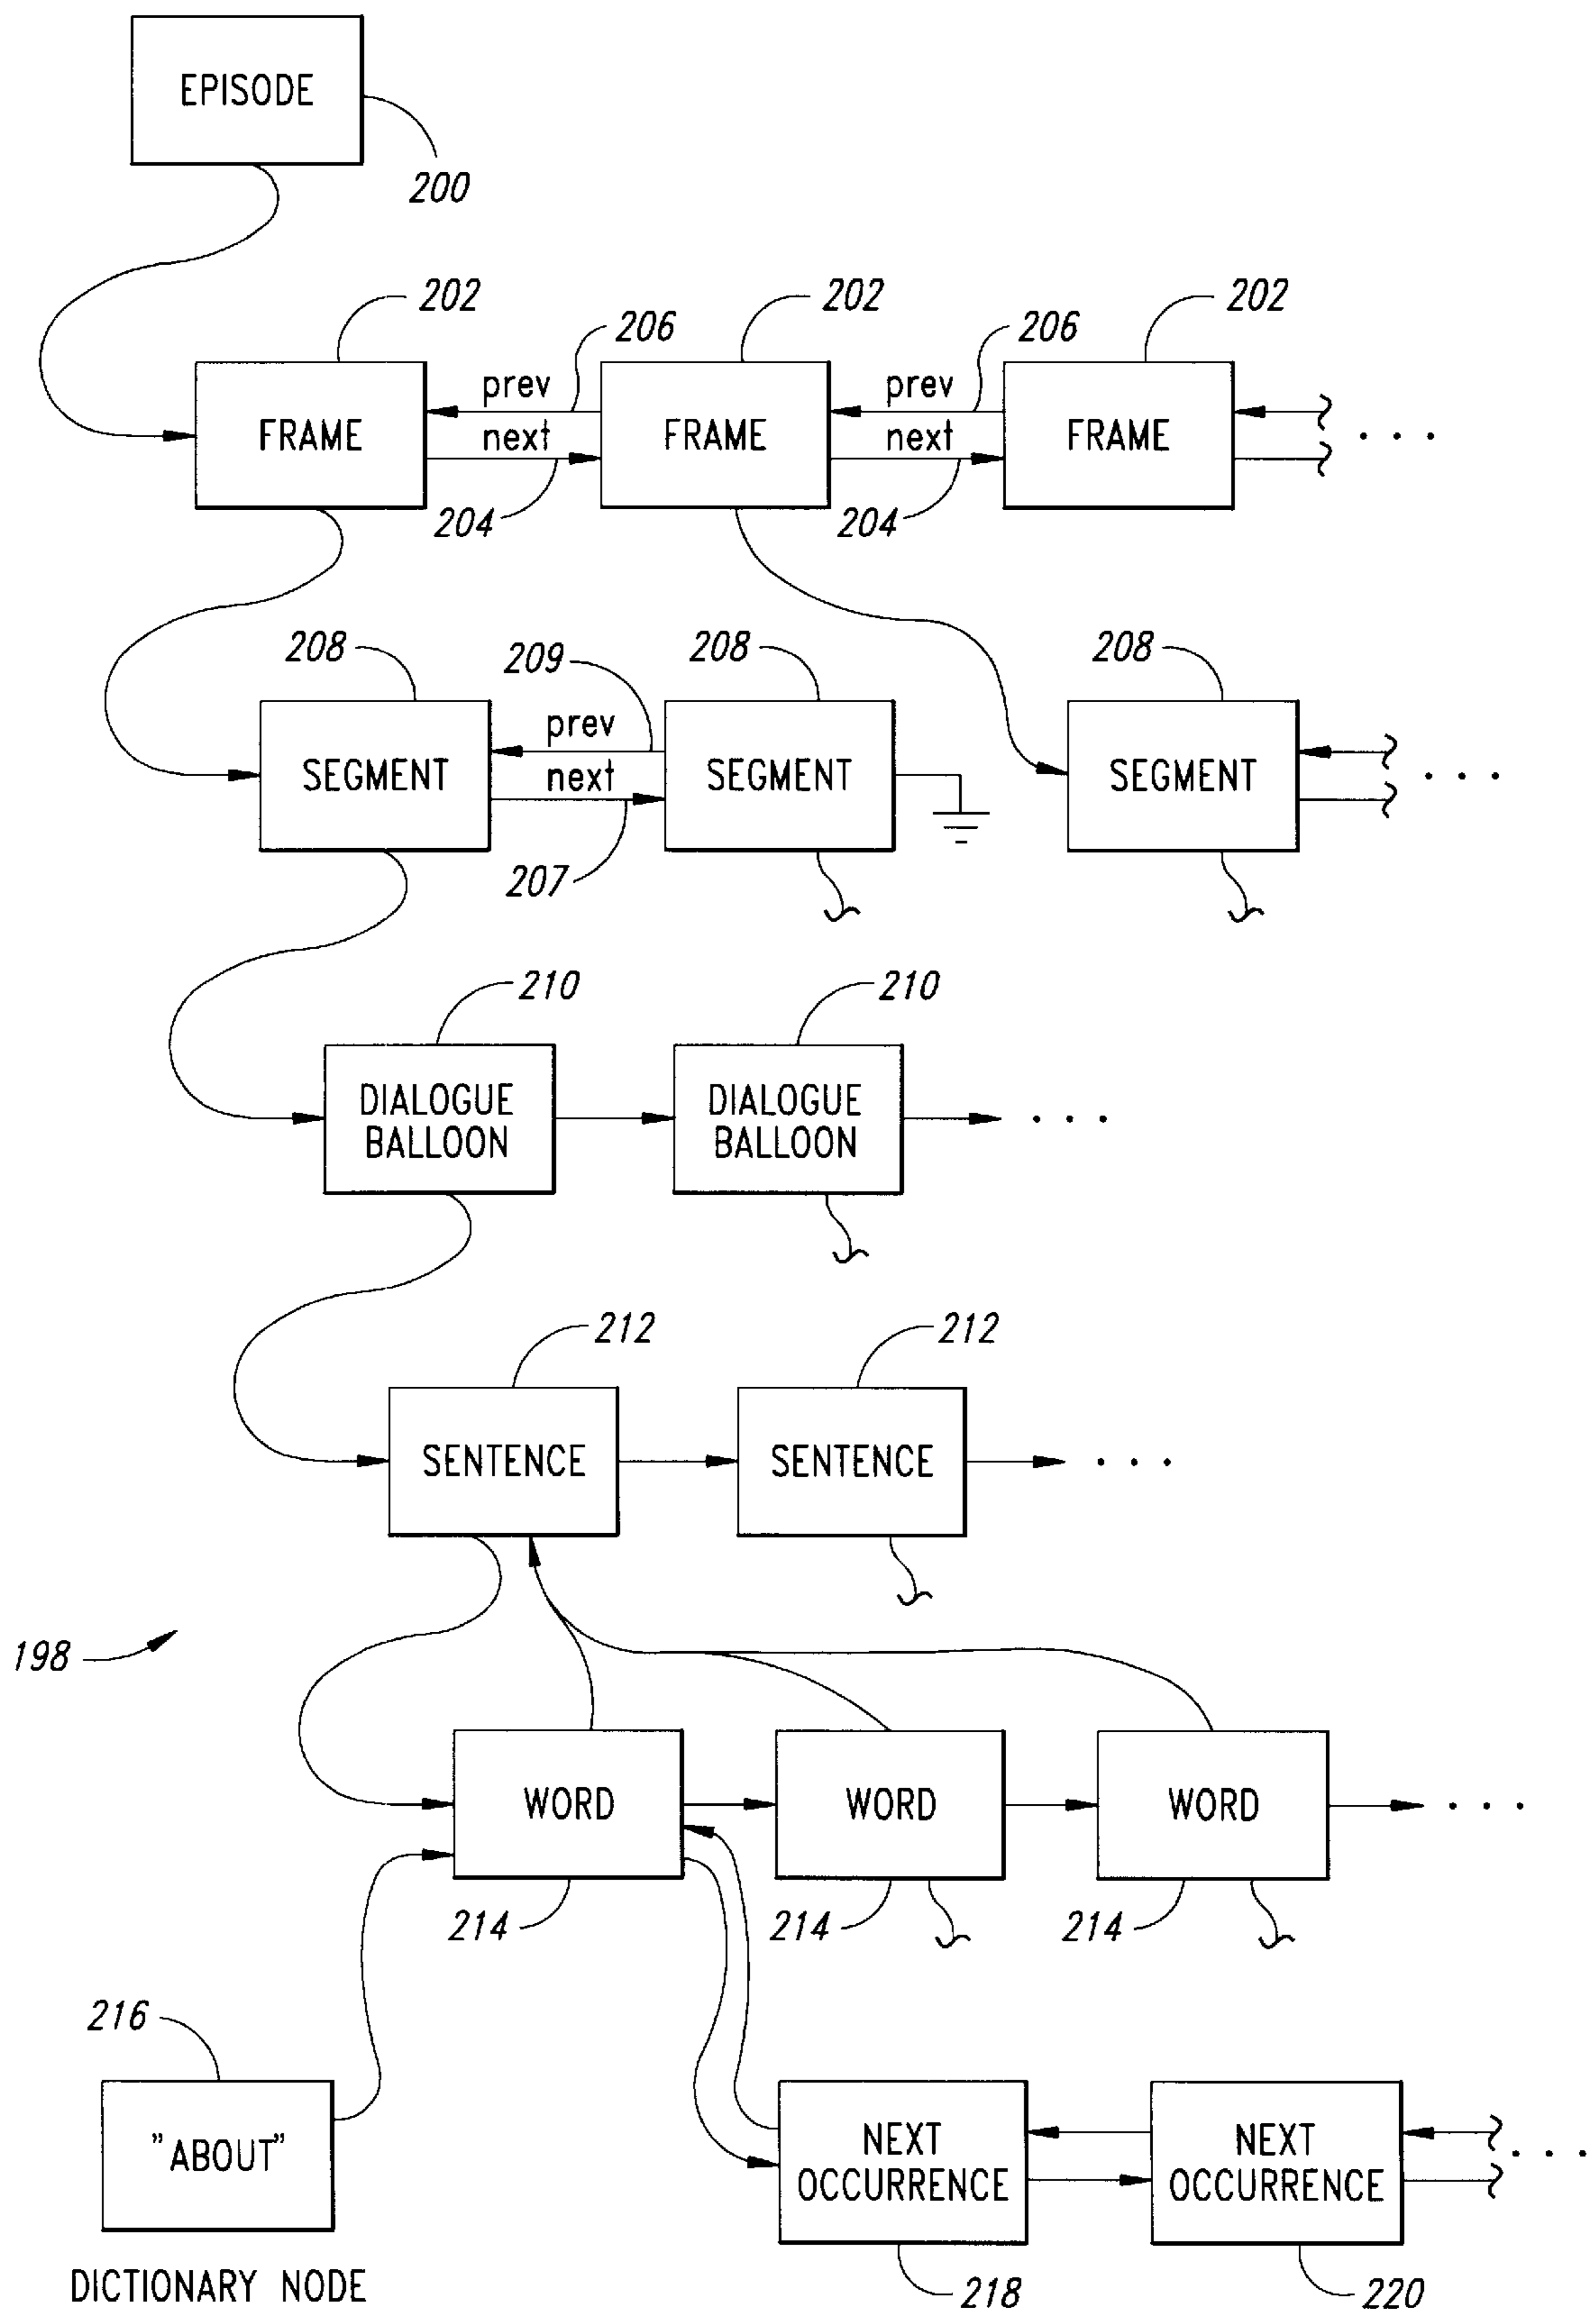 EPISODE
200
202
202
202
206
206
prev
prev
FRAME
next
FRAME
next
FRAME
. . .
204
204
208
209
208
208
prev
SEGMENT
next
SEGMENT
SEGMENT
. . .
207
210
210
DIALOGUE
BALLOON
DIALOGUE
BALLOON
. . .
212
212
SENTENCE
SENTENCE
. . .
198
WORD
WORD
WORD
. . .
214
214
214
216
"ABOUT"
NEXT
OCCURRENCE
NEXT
OCCURRENCE
. . .
DICTIONARY NODE
218
220